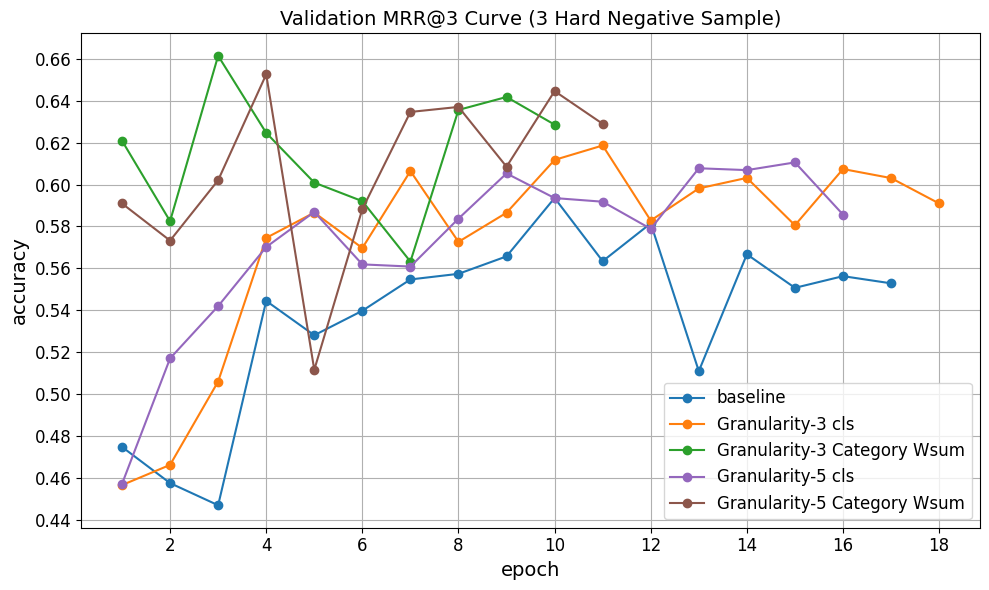 Validation MRR@3 Curve (3 Hard Negative Sample)
accuracy
0.66
0.64
0.62
0.60
0.58
0.56
0.54
0.52
0.50
0.48
0.46
0.44
baseline
Granularity-3 cls
Granularity-3 Category Wsum
Granularity-5 cls
Granularity-5 Category Wsum
2 4 6 8 10 12 14 16 18
epoch